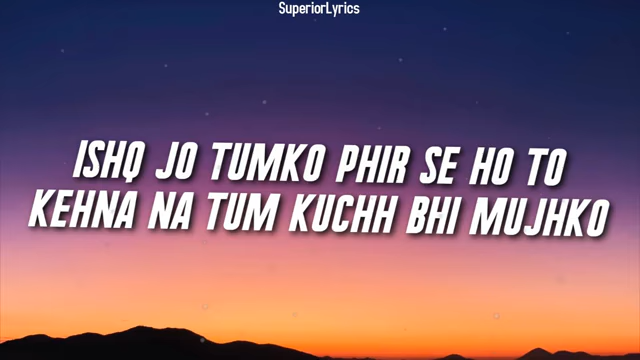 SuperiorLyrics
ISHQ JO TUMKO PHIR SE HO TO
KEHNA NA TUM KUCHH BHI MUJHKO